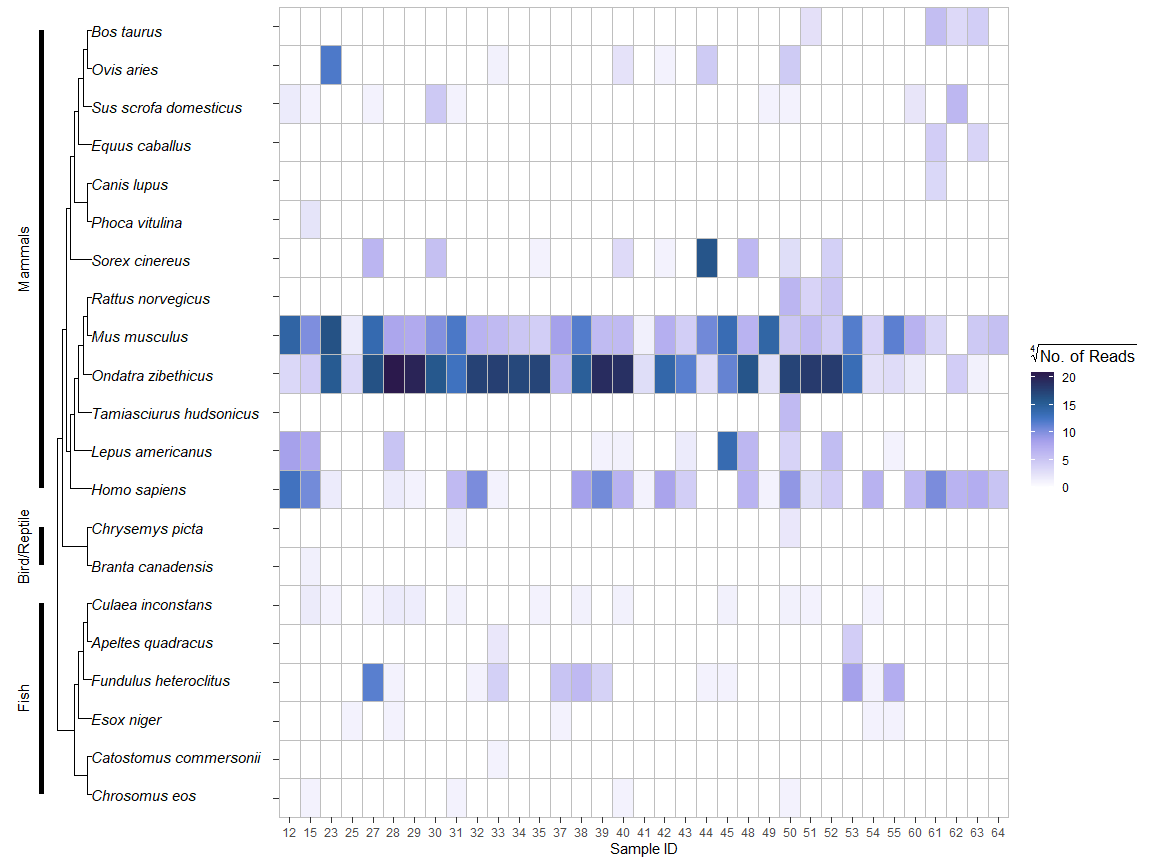 Mammals
Bird/Reptile
Fish
Bos taurus
Ovis aries
Sus scrofa domesticus
Equus caballus
Canis lupus
Phoca vitulina
Sorex cinereus
Rattus norvegicus
Mus musculus
Ondatra zibethicus
Tamiasciurus hudsonicus
Lepus americanus
Homo sapiens
Chrysemys picta
Branta canadensis
Culaea inconstans
Apeltes quadracus
Fundulus heteroclitus
Esox niger
Catostomus commersonii
Chrosomus eos
12 15 23 25 27 28 29 30 31 32 33 34 35 37 38 39 40 41 42 43 44 45 48 49 50 51 52 53 54 55 60 61 62 63 64
Sample ID
∜No. of Reads
20
15
10
5
0